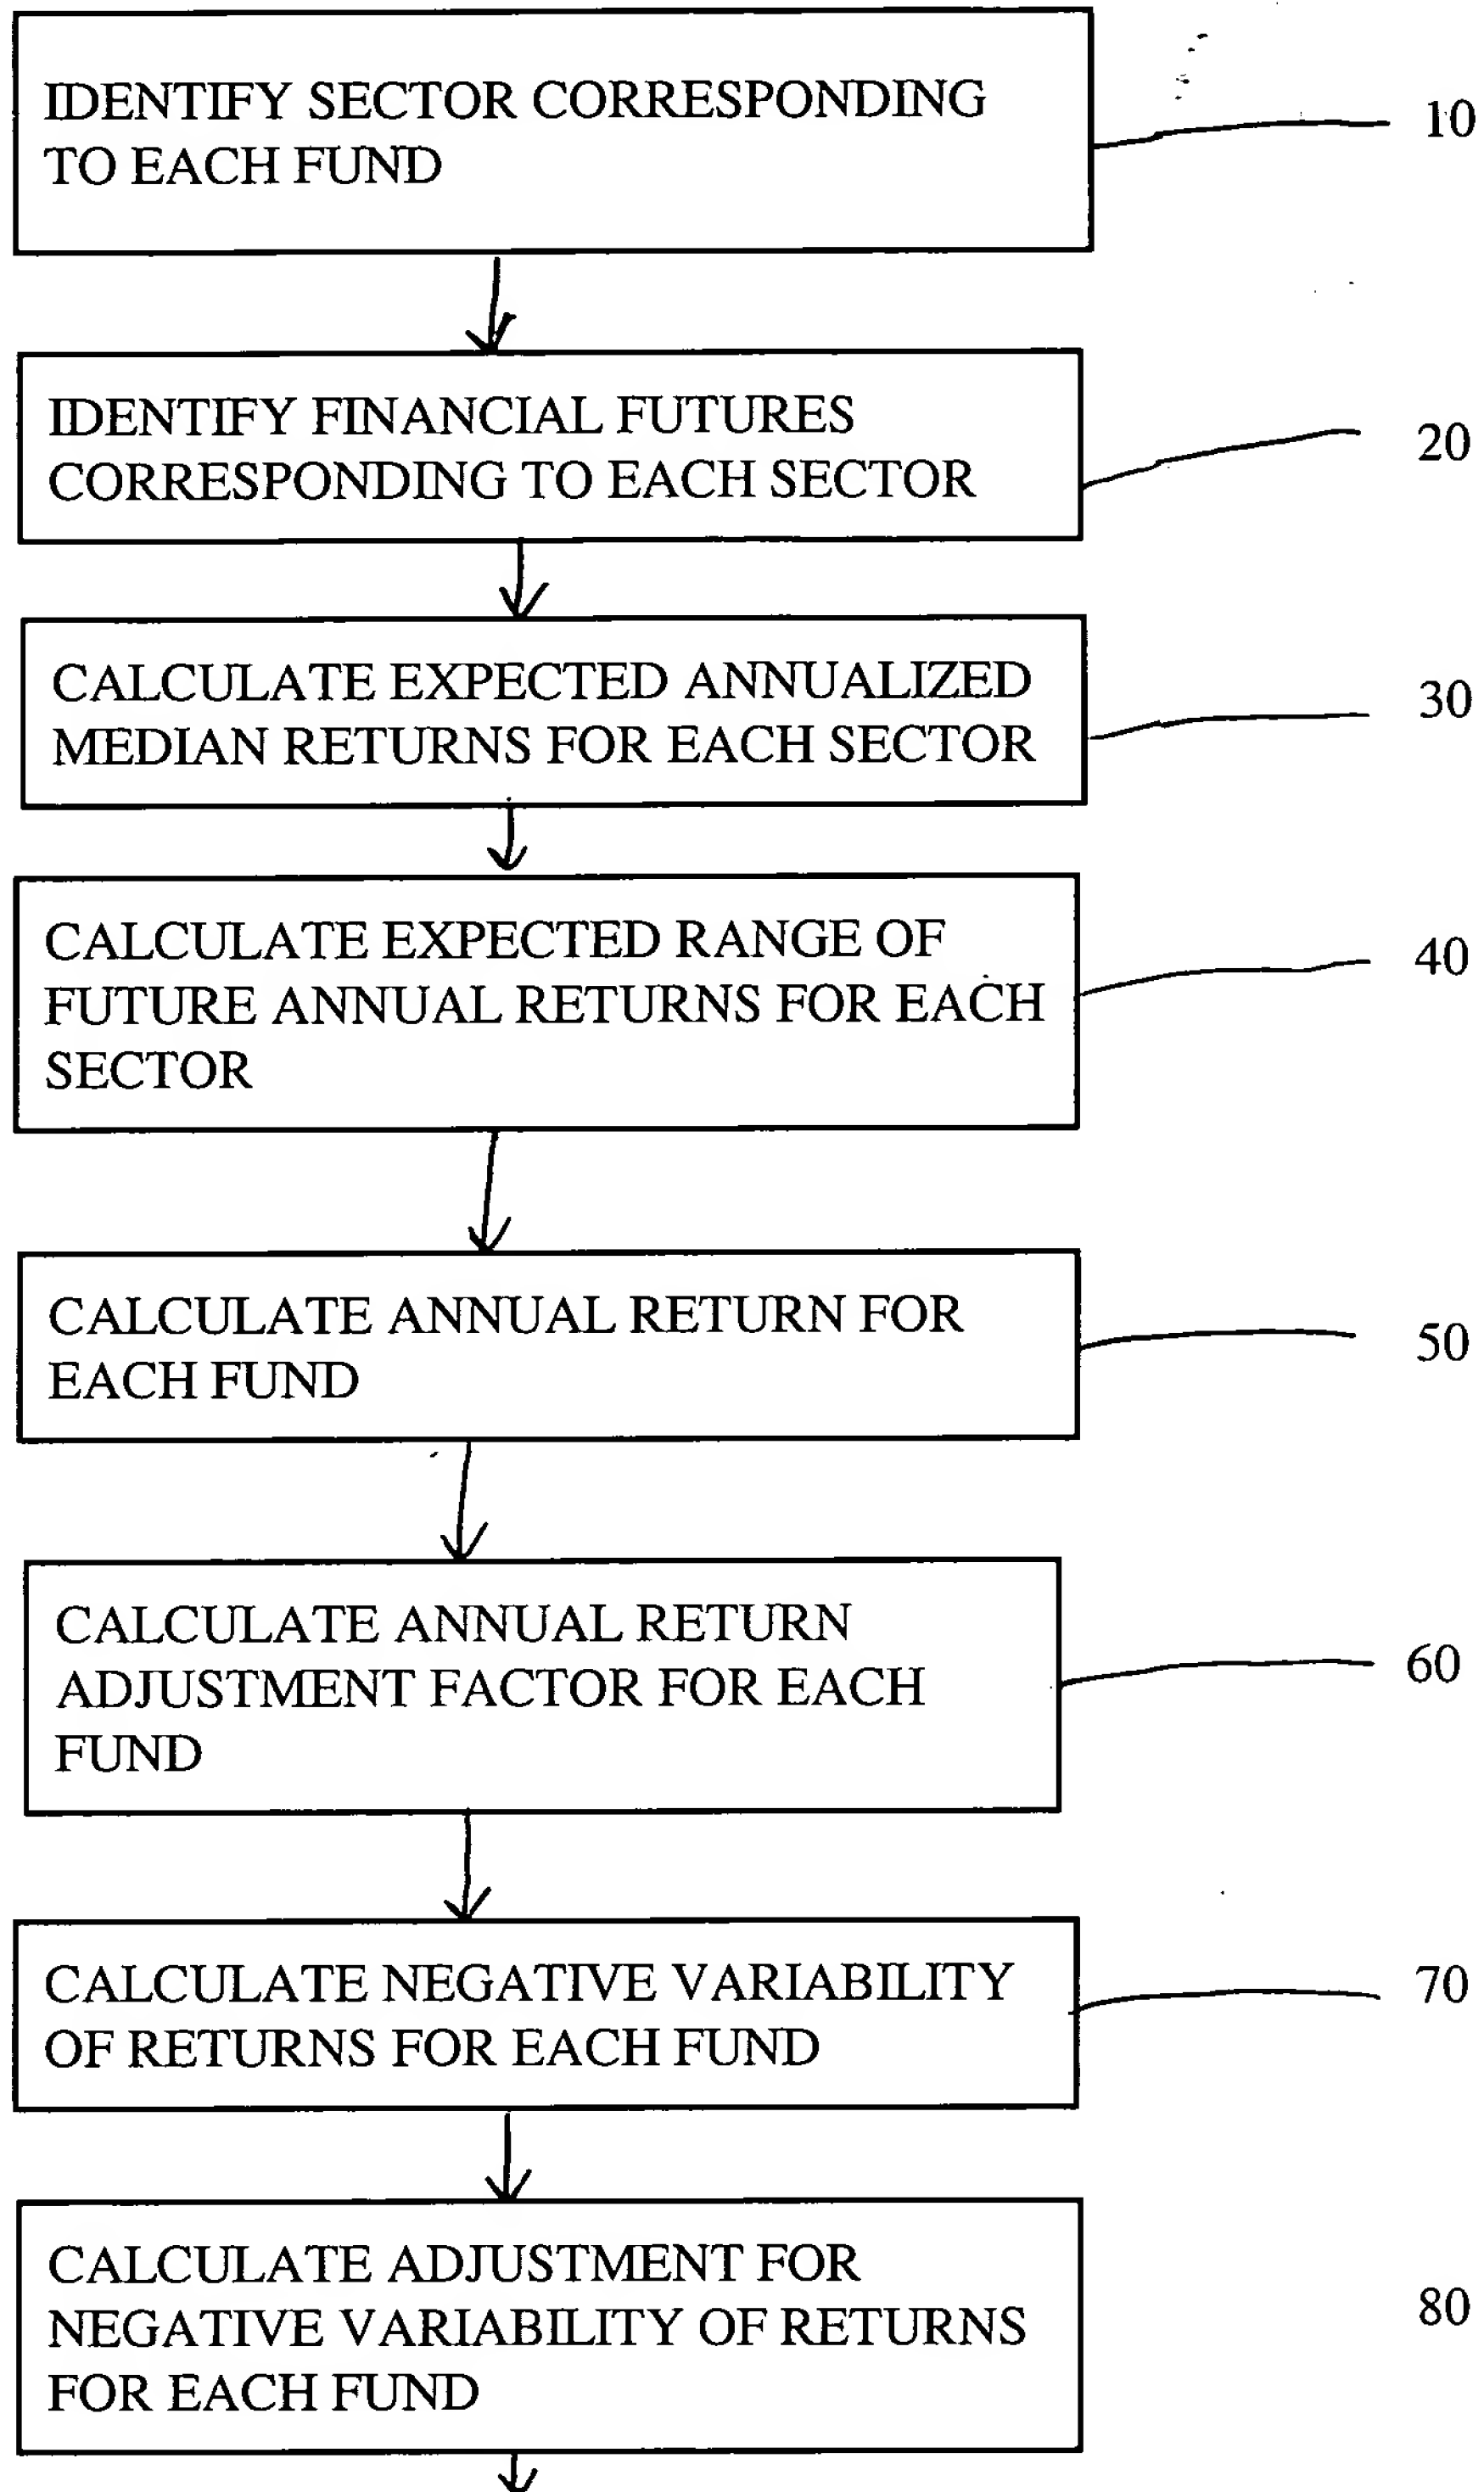 IDENTIFY SECTOR CORRESPONDING
TO EACH FUND
10
IDENTIFY FINANCIAL FUTURES
CORRESPONDING TO EACH SECTOR
20
CALCULATE EXPECTED ANNUALIZED
MEDIAN RETURNS FOR EACH SECTOR
30
CALCULATE EXPECTED RANGE OF
FUTURE ANNUAL RETURNS FOR EACH
SECTOR
40
CALCULATE ANNUAL RETURN FOR
EACH FUND
50
CALCULATE ANNUAL RETURN
ADJUSTMENT FACTOR FOR EACH
FUND
60
CALCULATE NEGATIVE VARIABILITY
OF RETURNS FOR EACH FUND
70
CALCULATE ADJUSTMENT FOR
NEGATIVE VARIABILITY OF RETURNS
FOR EACH FUND
80